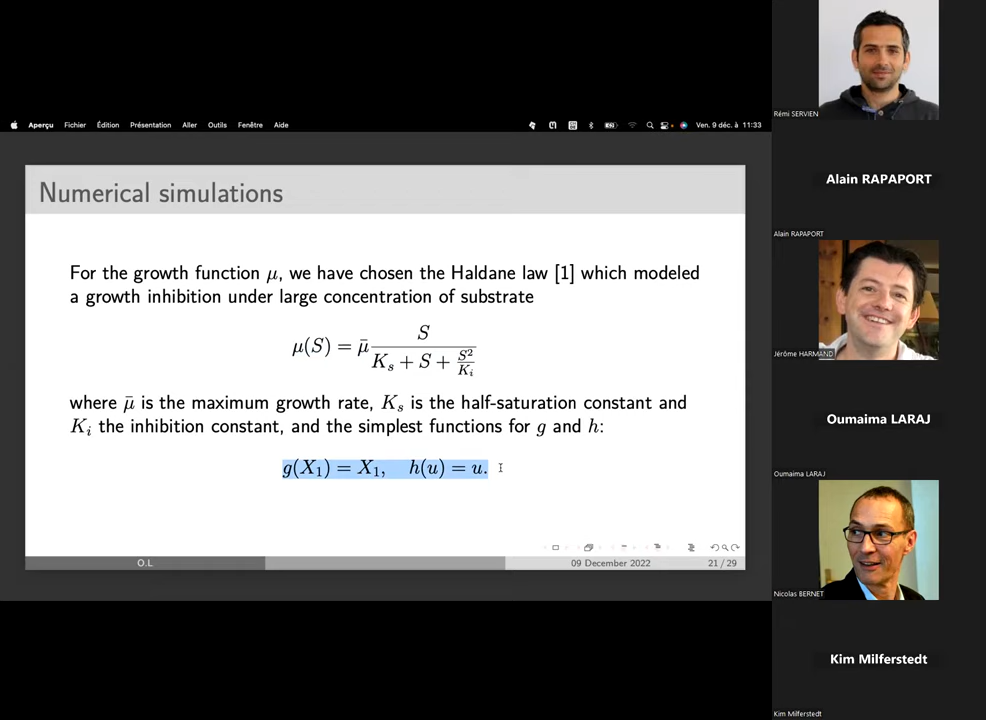 Aperçu Fichier Édition Présentation Aller Outils Fenêtre Aide Ven. 9 déc. à 11:33
Numerical simulations
For the growth function μ, we have chosen the Haldane law [1] which modeled
a growth inhibition under large concentration of substrate
μ(S) = μ̄ S / (K_s + S + S²/K_i)
where μ̄ is the maximum growth rate, K_s is the half-saturation constant and
K_i the inhibition constant, and the simplest functions for g and h:
g(X₁) = X₁, h(u) = u.
O.L 09 December 2022 21 / 29
Rémi SERVIEN
Alain RAPAPORT
Alain RAPAPORT
Jérôme HARMAND
Oumaima LARAJ
Oumaima LARAJ
Nicolas BERNET
Kim Milferstedt
Kim Milferstedt